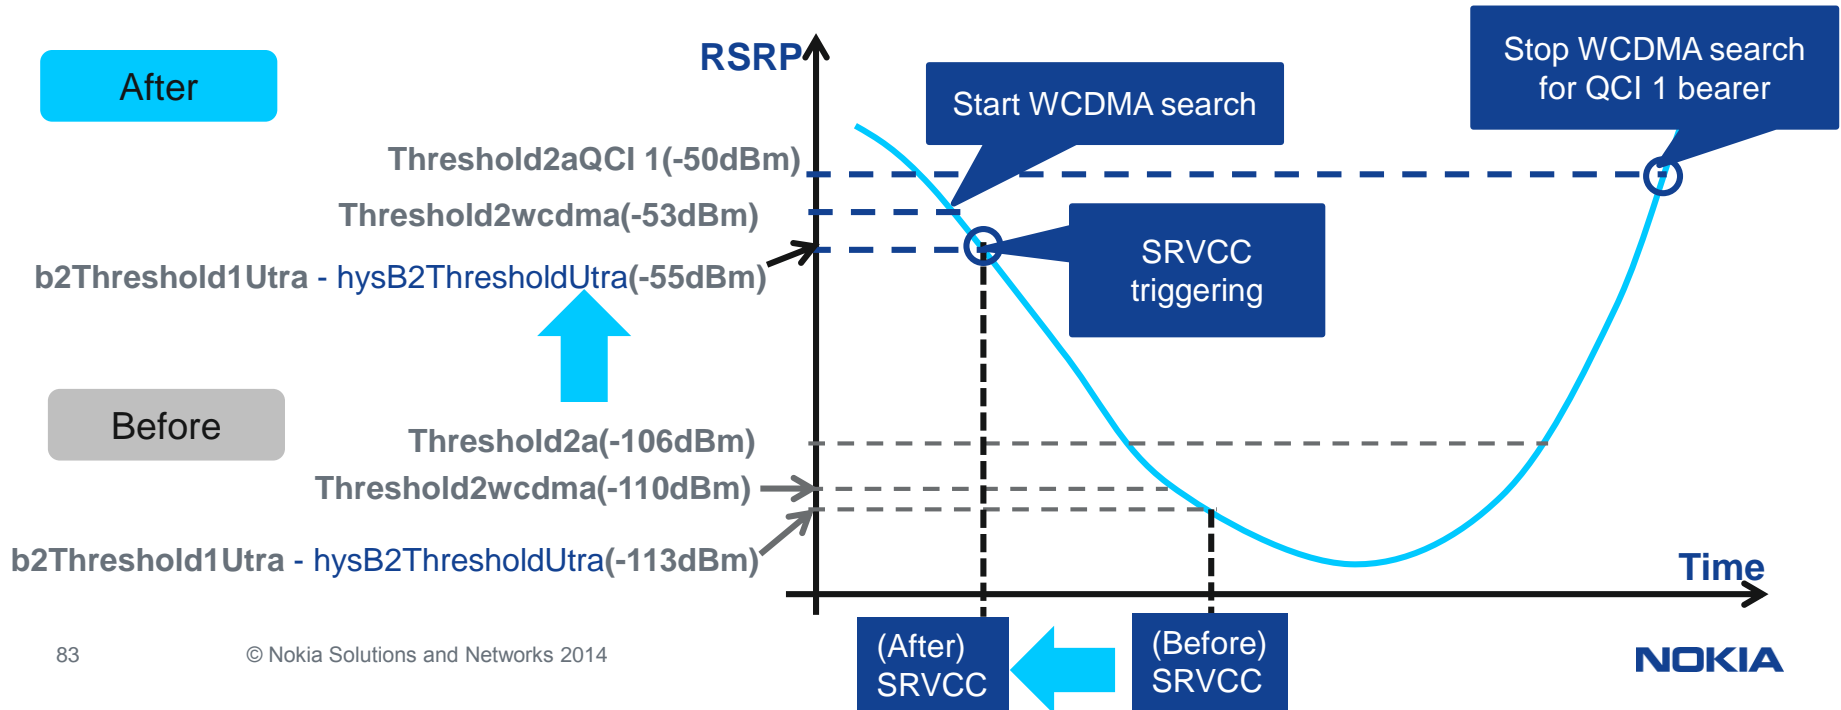 After
RSRP
Start WCDMA search
Stop WCDMA search
for QCI 1 bearer
Threshold2aQCI 1(-50dBm)
Threshold2wcdma(-53dBm)
b2Threshold1Utra - hysB2ThresholdUtra(-55dBm)
SRVCC
triggering
Before
Threshold2a(-106dBm)
Threshold2wcdma(-110dBm)
b2Threshold1Utra - hysB2ThresholdUtra(-113dBm)
Time
(After)
SRVCC
(Before)
SRVCC
83
© Nokia Solutions and Networks 2014
NOKIA